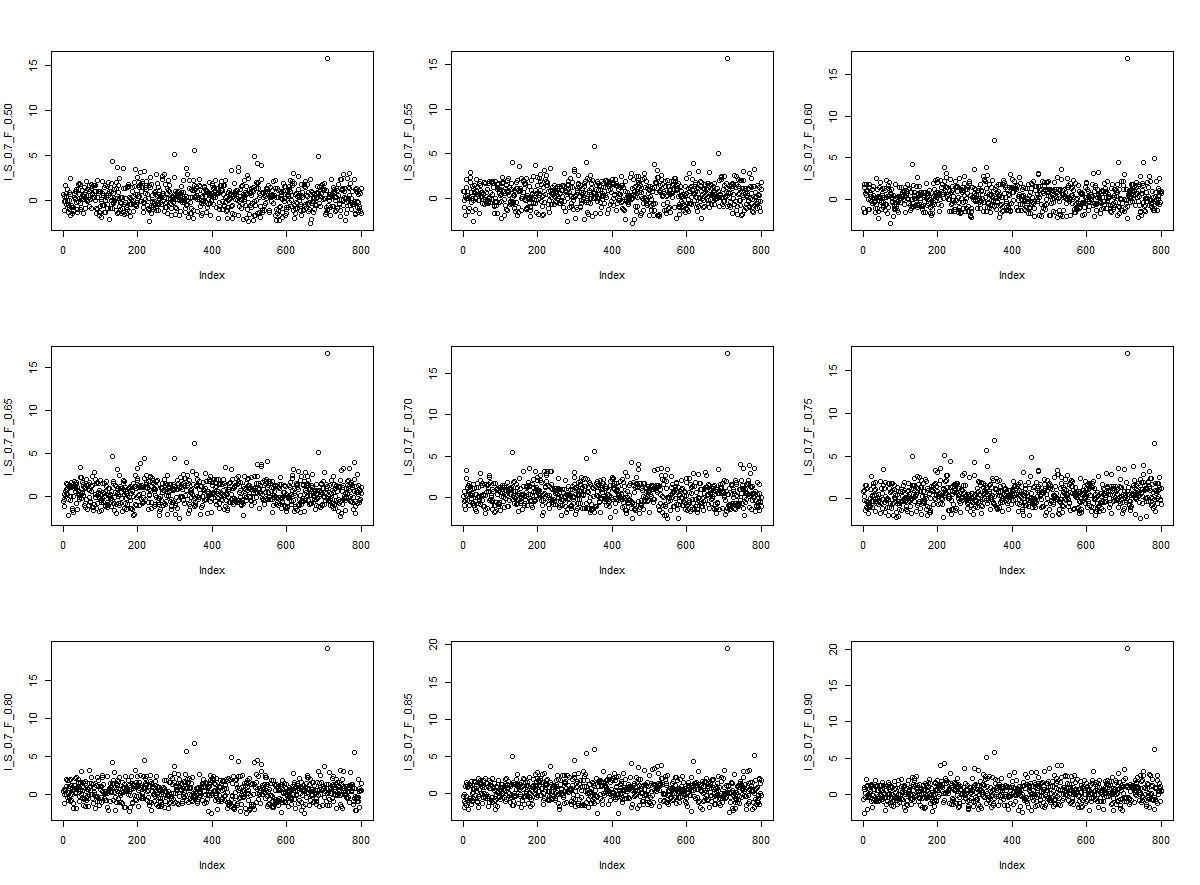 I_S_0.7_F_0.50
0 5 10 15
0 200 400 600 800
Index
I_S_0.7_F_0.55
0 5 10 15
0 200 400 600 800
Index
I_S_0.7_F_0.60
0 5 10 15
0 200 400 600 800
Index
I_S_0.7_F_0.65
0 5 10 15
0 200 400 600 800
Index
I_S_0.7_F_0.70
0 5 10 15
0 200 400 600 800
Index
I_S_0.7_F_0.75
0 5 10 15
0 200 400 600 800
Index
I_S_0.7_F_0.80
0 5 10 15
0 200 400 600 800
Index
I_S_0.7_F_0.85
0 5 10 15 20
0 200 400 600 800
Index
I_S_0.7_F_0.90
0 5 10 15 20
0 200 400 600 800
Index